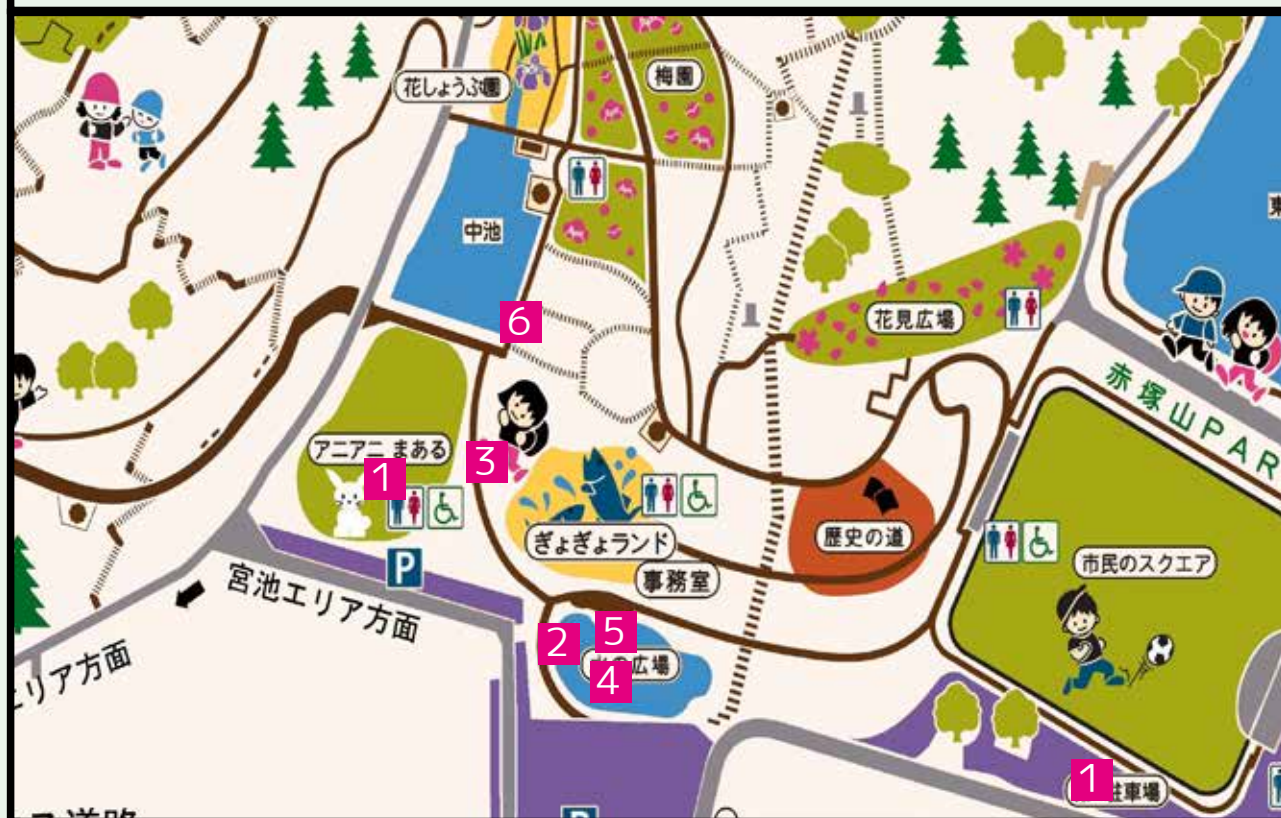 花しょうぶ園
梅園
中池
6
花見広場
赤塚山PAR
アニアニ まある
1
3
ぎょぎょランド
事務室
歴史の道
市民のスクエア
P
宮池エリア方面
エリア方面
2
5
広場
4
1
駐車場